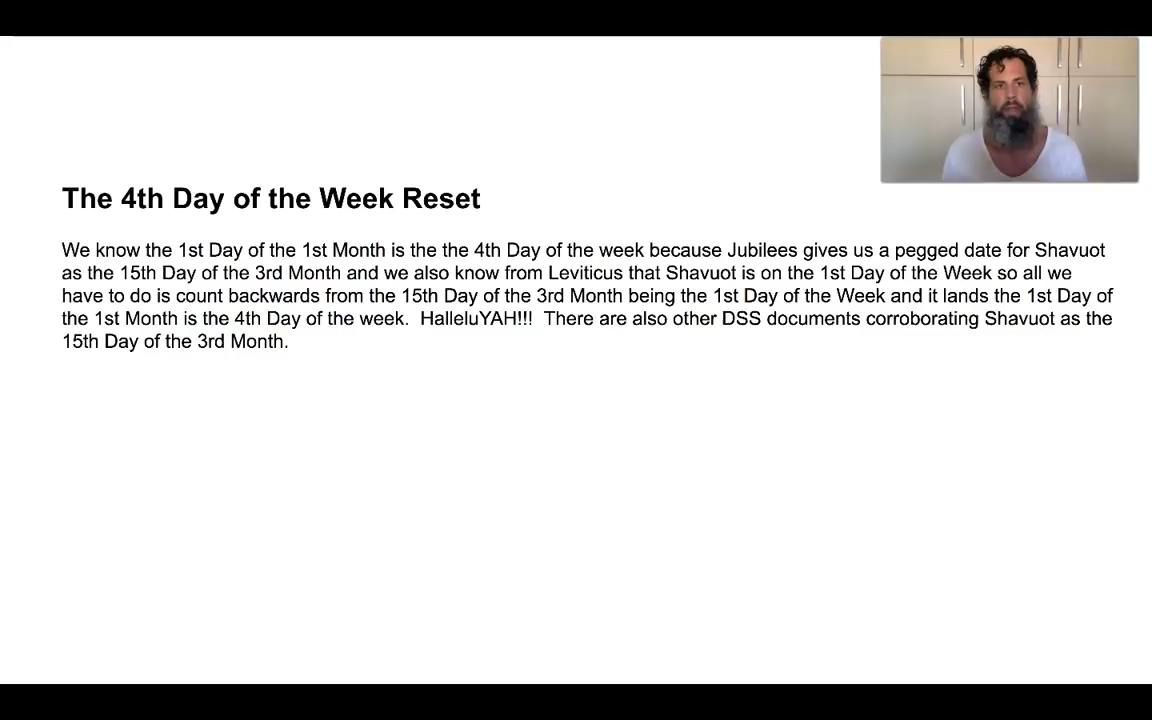 The 4th Day of the Week Reset
We know the 1st Day of the 1st Month is the the 4th Day of the week because Jubilees gives us a pegged date for Shavuot
as the 15th Day of the 3rd Month and we also know from Leviticus that Shavuot is on the 1st Day of the Week so all we
have to do is count backwards from the 15th Day of the 3rd Month being the 1st Day of the Week and it lands the 1st Day of
the 1st Month is the 4th Day of the week.  HalleluYAH!!!  There are also other DSS documents corroborating Shavuot as the
15th Day of the 3rd Month.